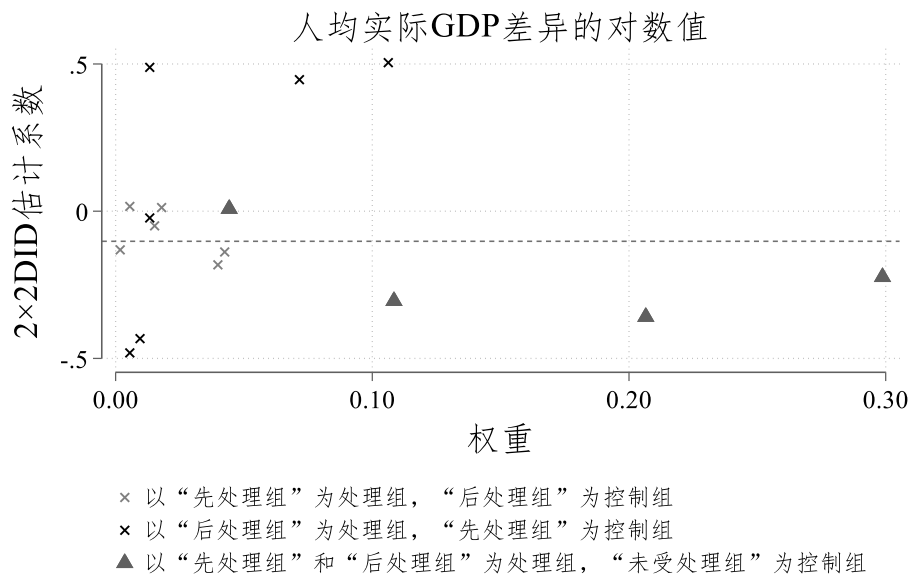 人均实际GDP差异的对数值
2×2DID估计系数
.5
0
-.5
0.00 0.10 0.20 0.30
权重
× 以“先处理组”为处理组，“后处理组”为控制组
× 以“后处理组”为处理组，“先处理组”为控制组
▲ 以“先处理组”和“后处理组”为处理组，“未受处理组”为控制组